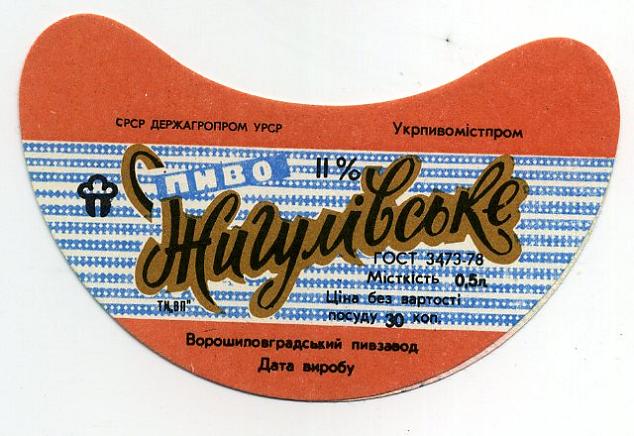 СРСР ДЕРЖАГРОПРОМ УРСР
Укрпивомістпром
ПИВО 11%
Жигулівське
ГОСТ 3473-78
Місткість 0,5л.
Ціна без вартості
посуду 30 коп.
ТИ„ВП"
Ворошиловградський пивзавод
Дата виробу